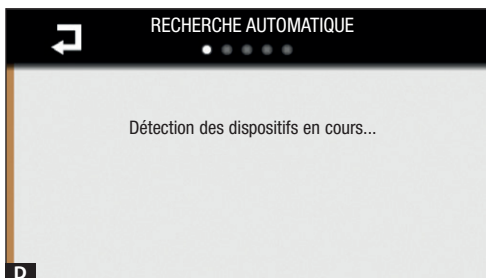 RECHERCHE AUTOMATIQUE
Détection des dispositifs en cours...
D